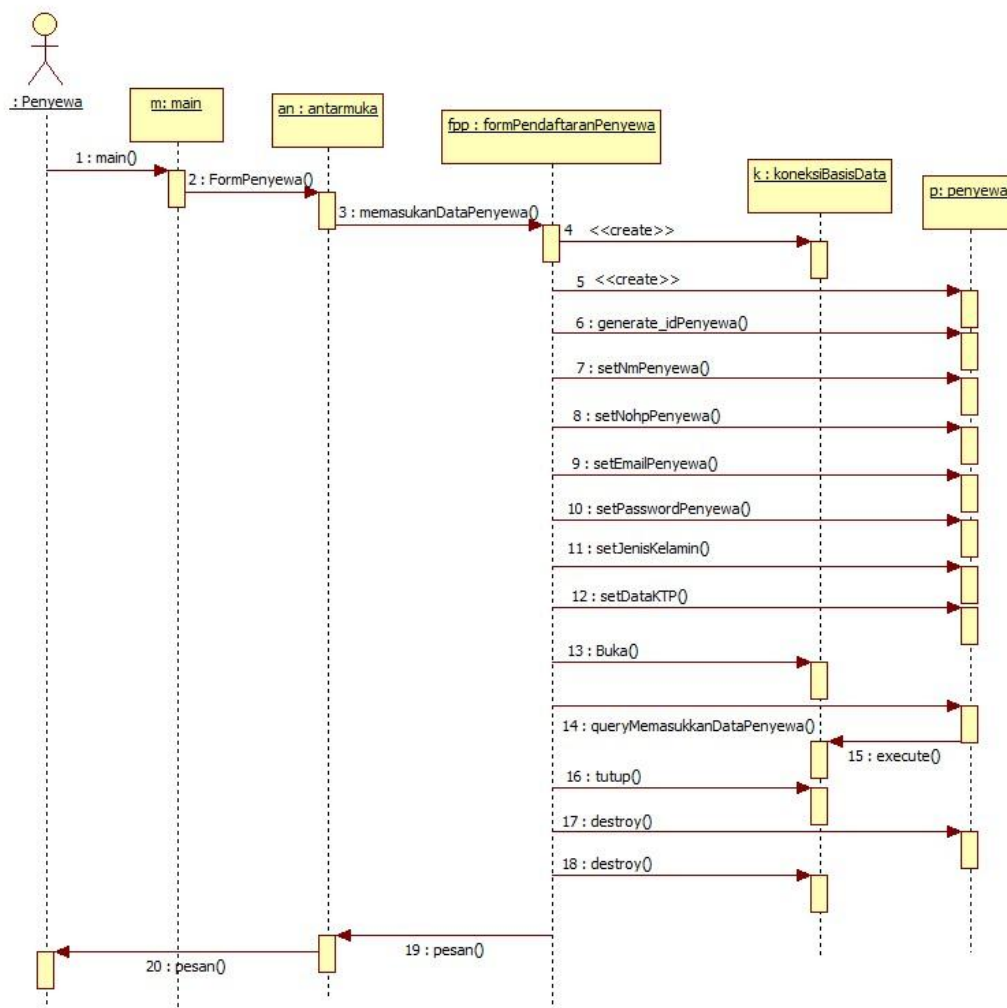 : Penyewa
m: main
an : antarmuka
fpp : formPendaftaranPenyewa
k : koneksiBasisData
p: penyewa
1 : main()
2 : FormPenyewa()
3 : memasukanDataPenyewa()
4 <<create>>
5 <<create>>
6 : generate_idPenyewa()
7 : setNmPenyewa()
8 : setNohpPenyewa()
9 : setEmailPenyewa()
10 : setPasswordPenyewa()
11 : setJenisKelamin()
12 : setDataKTP()
13 : Buka()
14 : queryMemasukkanDataPenyewa()
15 : execute()
16 : tutup()
17 : destroy()
18 : destroy()
19 : pesan()
20 : pesan()